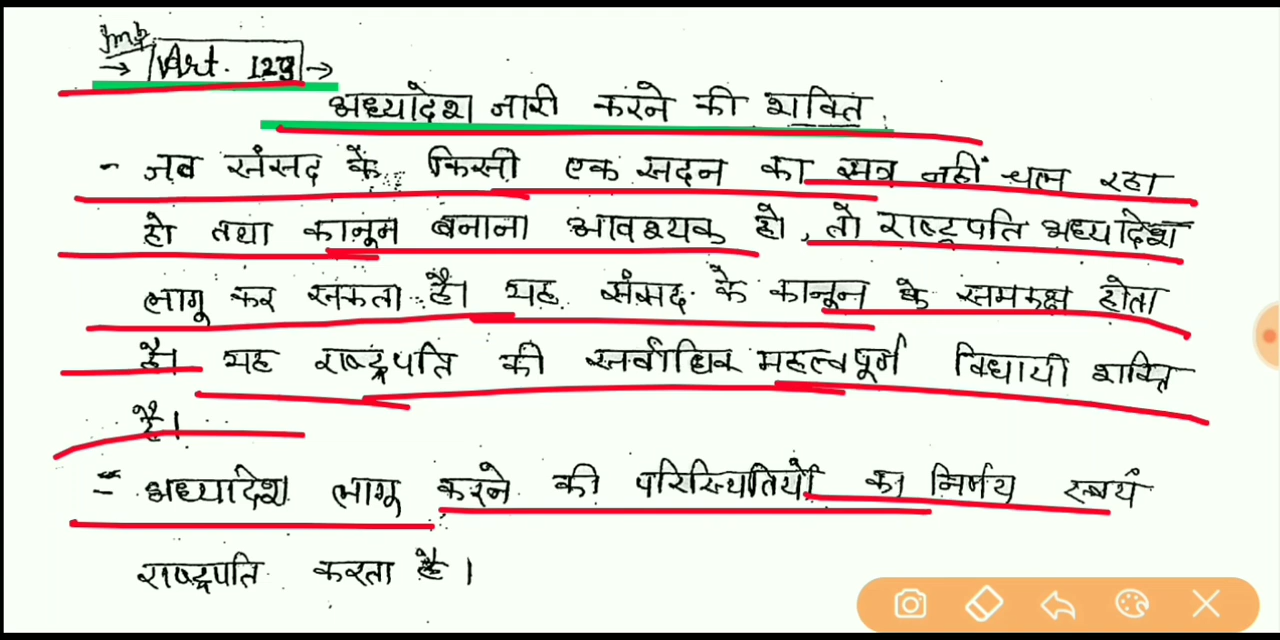 Imp.
→ Art. 123 →
अध्यादेश जारी करने की शक्ति
- जब संसद के किसी एक सदन का सत्र नहीं चल रहा
हो तथा कानून बनाना आवश्यक हो, तो राष्ट्रपति अध्यादेश
लागू कर सकता है। यह संसद के कानून के समकक्ष होता
है। यह राष्ट्रपति की सर्वाधिक महत्वपूर्ण विधायी शक्ति
है।
- अध्यादेश लागू करने की परिस्थितियों का निर्णय स्वयं
राष्ट्रपति करता है।